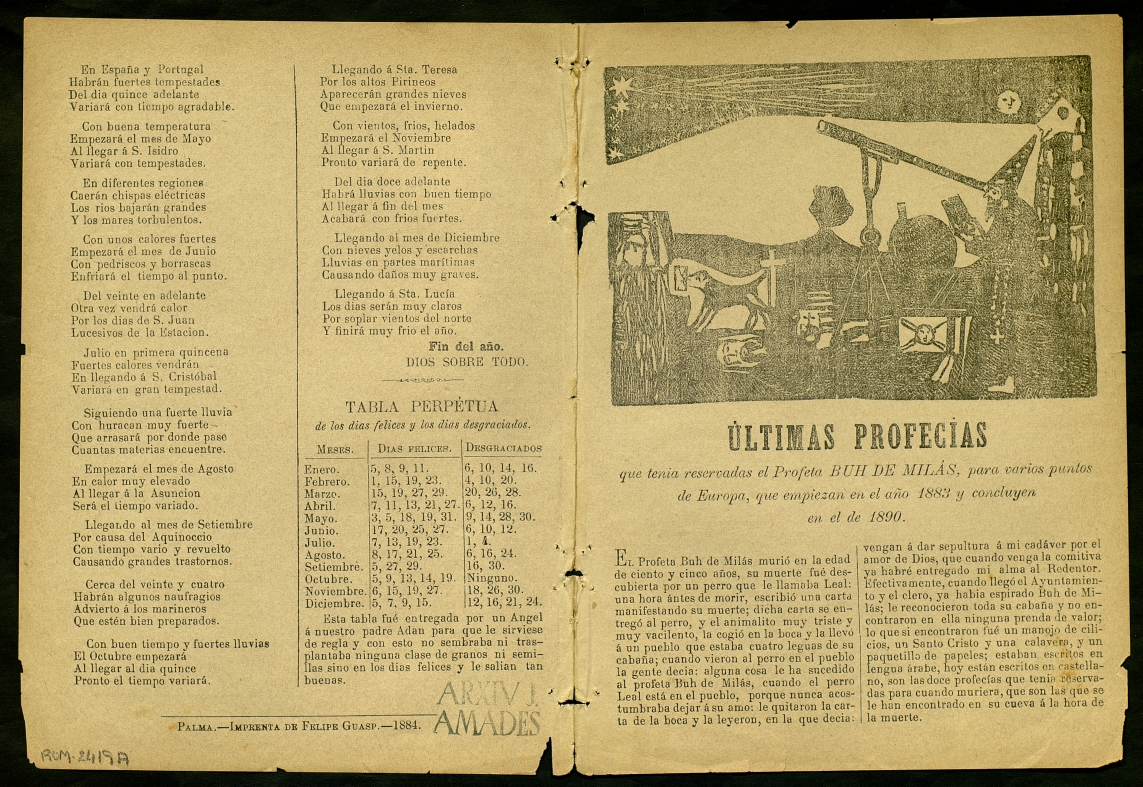 En España y Portugal
Habrán fuertes tempestades
Del dia quince adelante
Variará con tiempo agradable.
Con buena temperatura
Empezará el mes de Mayo
Al llegar á S. Isidro
Variará con tempestades.
En diferentes regiones
Caerán chispas eléctricas
Los rios bajarán grandes
Y los mares torbulentos.
Con unos calores fuertes
Empezará el mes de Junio
Con pedriscos y borrascas
Enfriará el tiempo al punto.
Del veinte en adelante
Otra vez vendrá calor
Por los dias de S. Juan
Lucesivos de la Estacion.
Julio en primera quincena
Fuertes calores vendrán
En llegando á S. Cristóbal
Variará en gran tempestad.
Siguiendo una fuerte lluvia
Con huracan muy fuerte
Que arrasará por donde pase
Cuantas materias encuentre.
Empezará el mes de Agosto
En calor muy elevado
Al llegar á la Asuncion
Será el tiempo variado.
Llegando al mes de Setiembre
Por causa del Aquinoccio
Con tiempo vario y revuelto
Causando grandes trastornos.
Cerca del veinte y cuatro
Habrán algunos naufragios
Advierto á los marineros
Que estén bien preparados.
Con buen tiempo y fuertes lluvias
El Octubre empezará
Al llegar al dia quince
Pronto el tiempo variará.
Llegando á Sta. Teresa
Por los altos Pirineos
Aparecerán grandes nieves
Que empezará el invierno.
Con vientos, frios, helados
Empezará el Noviembre
Al llegar á S. Martin
Pronto variará de repente.
Del dia doce adelante
Habrá lluvias con buen tiempo
Al llegar á fin del mes
Acabará con frios fuertes.
Llegando al mes de Diciembre
Con nieves yelos y escarchas
Lluvias en partes marítimas
Causando daños muy graves.
Llegando á Sta. Lucía
Los dias serán muy claros
Por soplar vientos del norte
Y finirá muy frio el año.
Fin del año.
DIOS SOBRE TODO.
TABLA PERPÉTUA
de los dias felices y los dias desgraciados.
MESES. DIAS FELICES. DESGRACIADOS
Enero. 5, 8, 9, 11. 6, 10, 14, 16.
Febrero. 1, 15, 19, 23. 4, 10, 20.
Marzo. 15, 19, 27, 29. 20, 26, 28.
Abril. 7, 11, 13, 21, 27. 6, 12, 16.
Mayo. 3, 5, 18, 19, 31. 9, 14, 28, 30.
Junio. 17, 20, 25, 27. 6, 10, 12.
Julio. 7, 13, 19, 23. 1, 4.
Agosto. 8, 17, 21, 25. 6, 16, 24.
Setiembre. 5, 27, 29. 16, 30.
Octubre. 5, 9, 13, 14, 19. Ninguno.
Noviembre. 6, 15, 19, 27. 18, 26, 30.
Diciembre. 5, 7, 9, 15. 12, 16, 21, 24.
Esta tabla fué entregada por un Angel
á nuestro padre Adan para que le sirviese
de regla y con esto no sembraba ni tras-
plantaba ninguna clase de granos ni semi-
llas sino en los dias felices y le salian tan
buenas.
ARXIV J.
AMADES
PALMA.—IMPRENTA DE FELIPE GUASP.—1884.
ROM-2419A
ÚLTIMAS PROFECÍAS
que tenia reservadas el Profeta BUH DE MILÁS, para varios puntos
de Europa, que empiezan en el año 1883 y concluyen
en el de 1890.
EL Profeta Buh de Milás murió en la edad
de ciento y cinco años, su muerte fué des-
cubierta por un perro que le llamaba Leal:
una hora ántes de morir, escribió una carta
manifestando su muerte; dicha carta se en-
tregó al perro, y el animalito muy triste y
muy vacilento, la cogió en la boca y la llevó
á un pueblo que estaba cuatro leguas de su
cabaña; cuando vieron al perro en el pueblo
la gente decia: alguna cosa le ha sucedido
al profeta Buh de Milás, cuando el perro
Leal está en el pueblo, porque nunca acos-
tumbraba dejar á su amo: le quitaron la car-
ta de la boca y la leyeron, en la que decia:
vengan á dar sepultura á mi cadáver por el
amor de Dios, que cuando venga la comitiva
ya habré entregado mi alma al Redentor.
Efectivamente, cuando llegó el Ayuntamien-
to y el clero, ya habia espirado Buh de Mi-
lás; le reconocieron toda su cabaña y no en-
contraron en ella ninguna prenda de valor;
lo que si encontraron fué un manojo de cili-
cios, un Santo Cristo y una calavera, y un
paquetillo de papeles; estaban escritos en
lengua árabe, hoy están escritos en castella-
no, son las doce profecías que tenia reserva-
das para cuando muriera, que son las que se
le han encontrado en su cueva á la hora de
la muerte.